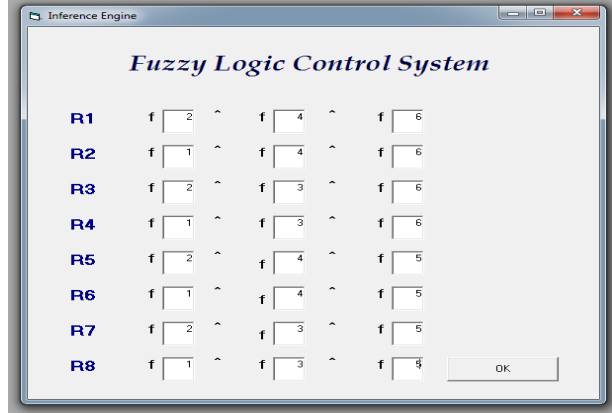 Inference Engine
Fuzzy Logic Control System
R1 f 2 ^ f 4 ^ f 6
R2 f 1 ^ f 4 ^ f 6
R3 f 2 ^ f 3 ^ f 6
R4 f 1 ^ f 3 ^ f 6
R5 f 2 ^ f 4 ^ f 5
R6 f 1 ^ f 4 ^ f 5
R7 f 2 ^ f 3 ^ f 5
R8 f 1 ^ f 3 ^ f 5 OK